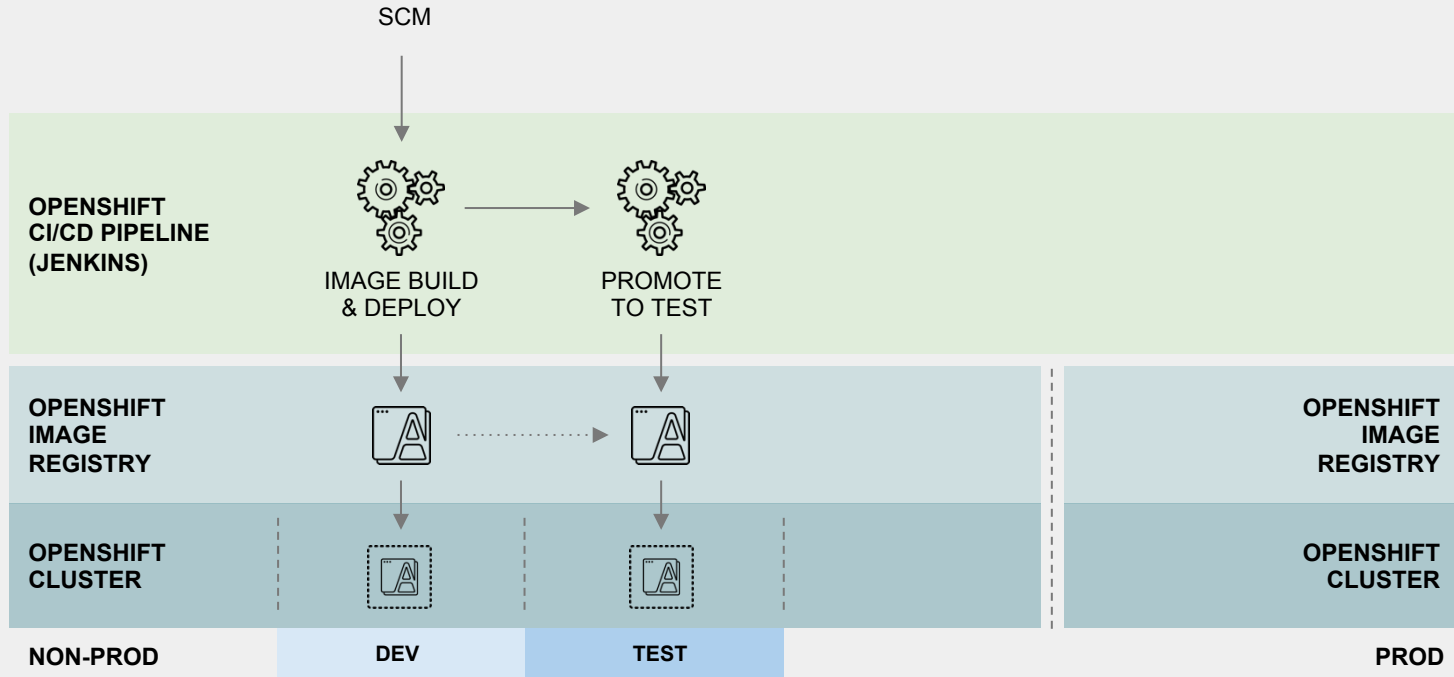 SCM
OPENSHIFT
CI/CD PIPELINE
(JENKINS)
IMAGE BUILD
& DEPLOY
PROMOTE
TO TEST
OPENSHIFT
IMAGE
REGISTRY
OPENSHIFT
IMAGE
REGISTRY
OPENSHIFT
CLUSTER
OPENSHIFT
CLUSTER
NON-PROD
DEV
TEST
PROD